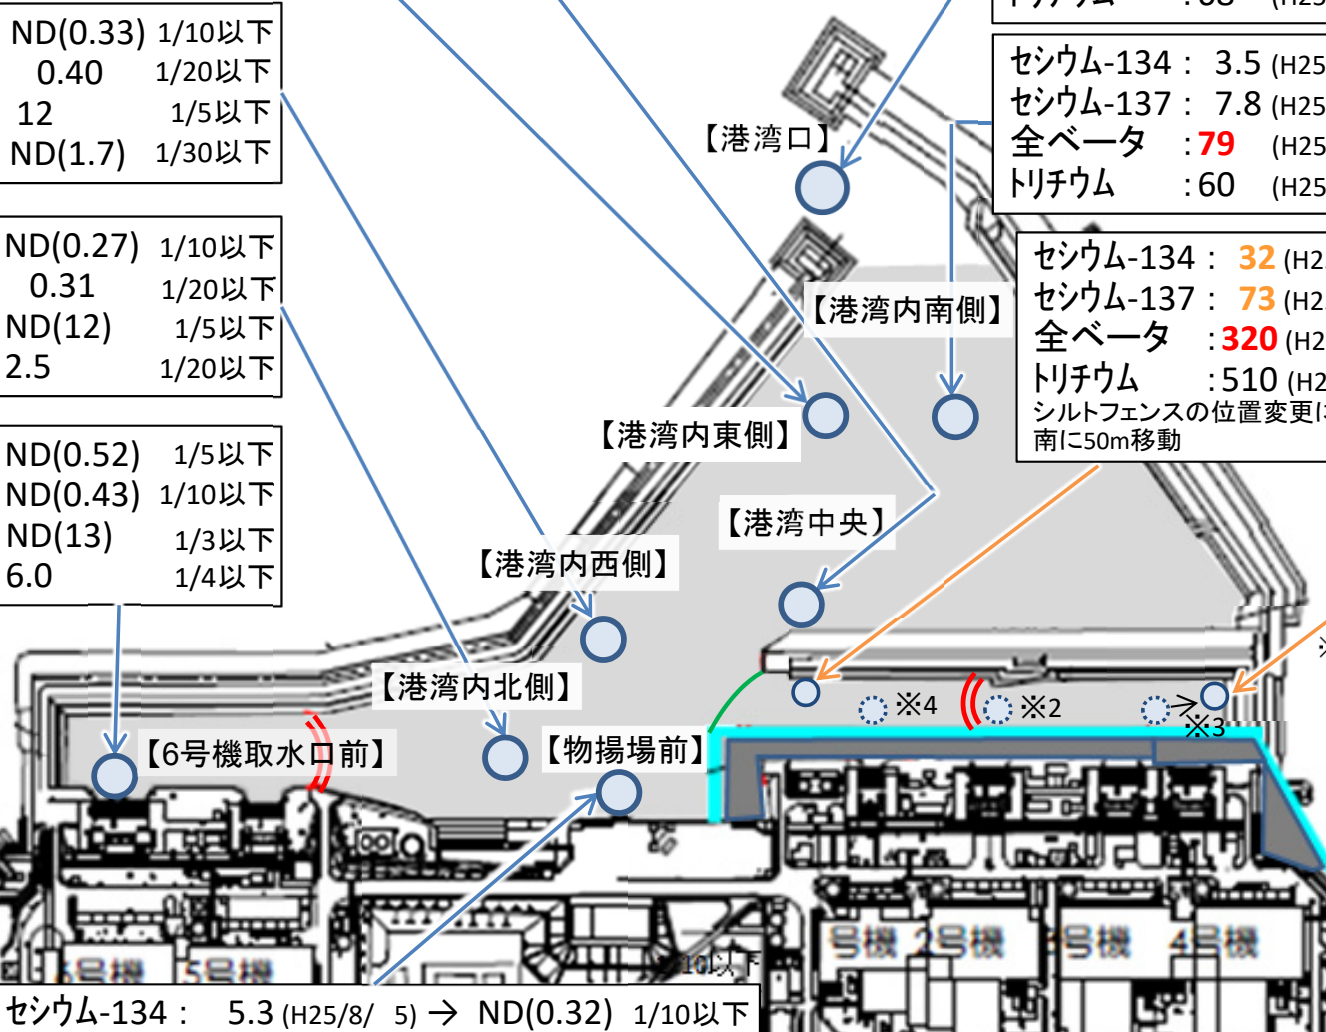 ND(0.33) 1/10以下
0.40 1/20以下
12 1/5以下
ND(1.7) 1/30以下
ND(0.27) 1/10以下
0.31 1/20以下
ND(12) 1/5以下
2.5 1/20以下
ND(0.52) 1/5以下
ND(0.43) 1/10以下
ND(13) 1/3以下
6.0 1/4以下
セシウム-134 : 3.5 (H25
セシウム-137 : 7.8 (H25
全ベータ : 79 (H25
トリチウム : 60 (H25
セシウム-134 : 32 (H2
セシウム-137 : 73 (H2
全ベータ : 320 (H2
トリチウム : 510 (H2
シルトフェンスの位置変更に
南に50m移動
【港湾口】
【港湾内南側】
【港湾内東側】
【港湾中央】
【港湾内西側】
【港湾内北側】
【6号機取水口前】
【物揚場前】
※4
※2
※3
6号機 5号機
号機 2号機 3号機 4号機
10以下
セシウム-134 : 5.3 (H25/8/ 5) → ND(0.32) 1/10以下